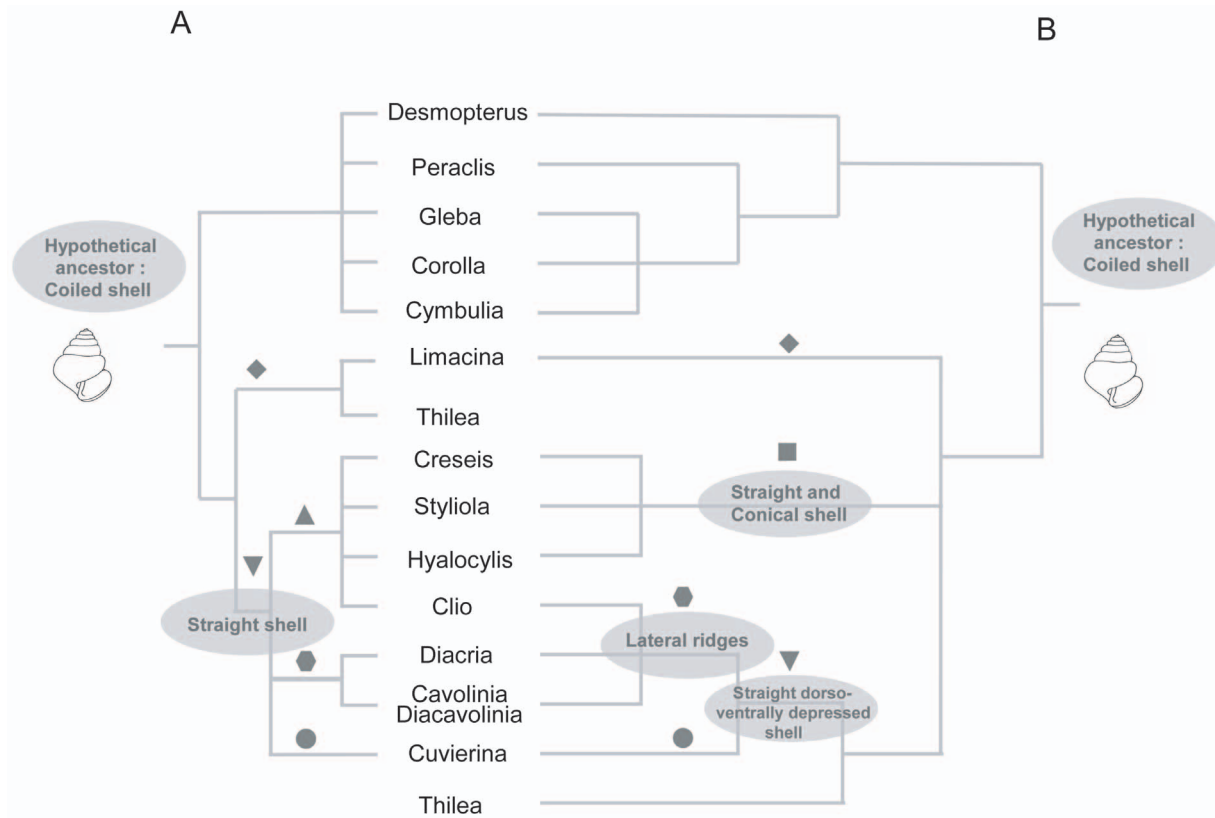 A
B
Desmopterus
Peraclis
Gleba
Corolla
Cymbulia
Limacina
Thilea
Creseis
Styliola
Hyalocylis
Clio
Diacria
Cavolinia
Diacavolinia
Cuvierina
Thilea
Hypothetical
ancestor :
Coiled shell
Straight shell
Hypothetical
ancestor :
Coiled shell
Straight and
Conical shell
Lateral ridges
Straight dorso-
ventrally depressed
shell